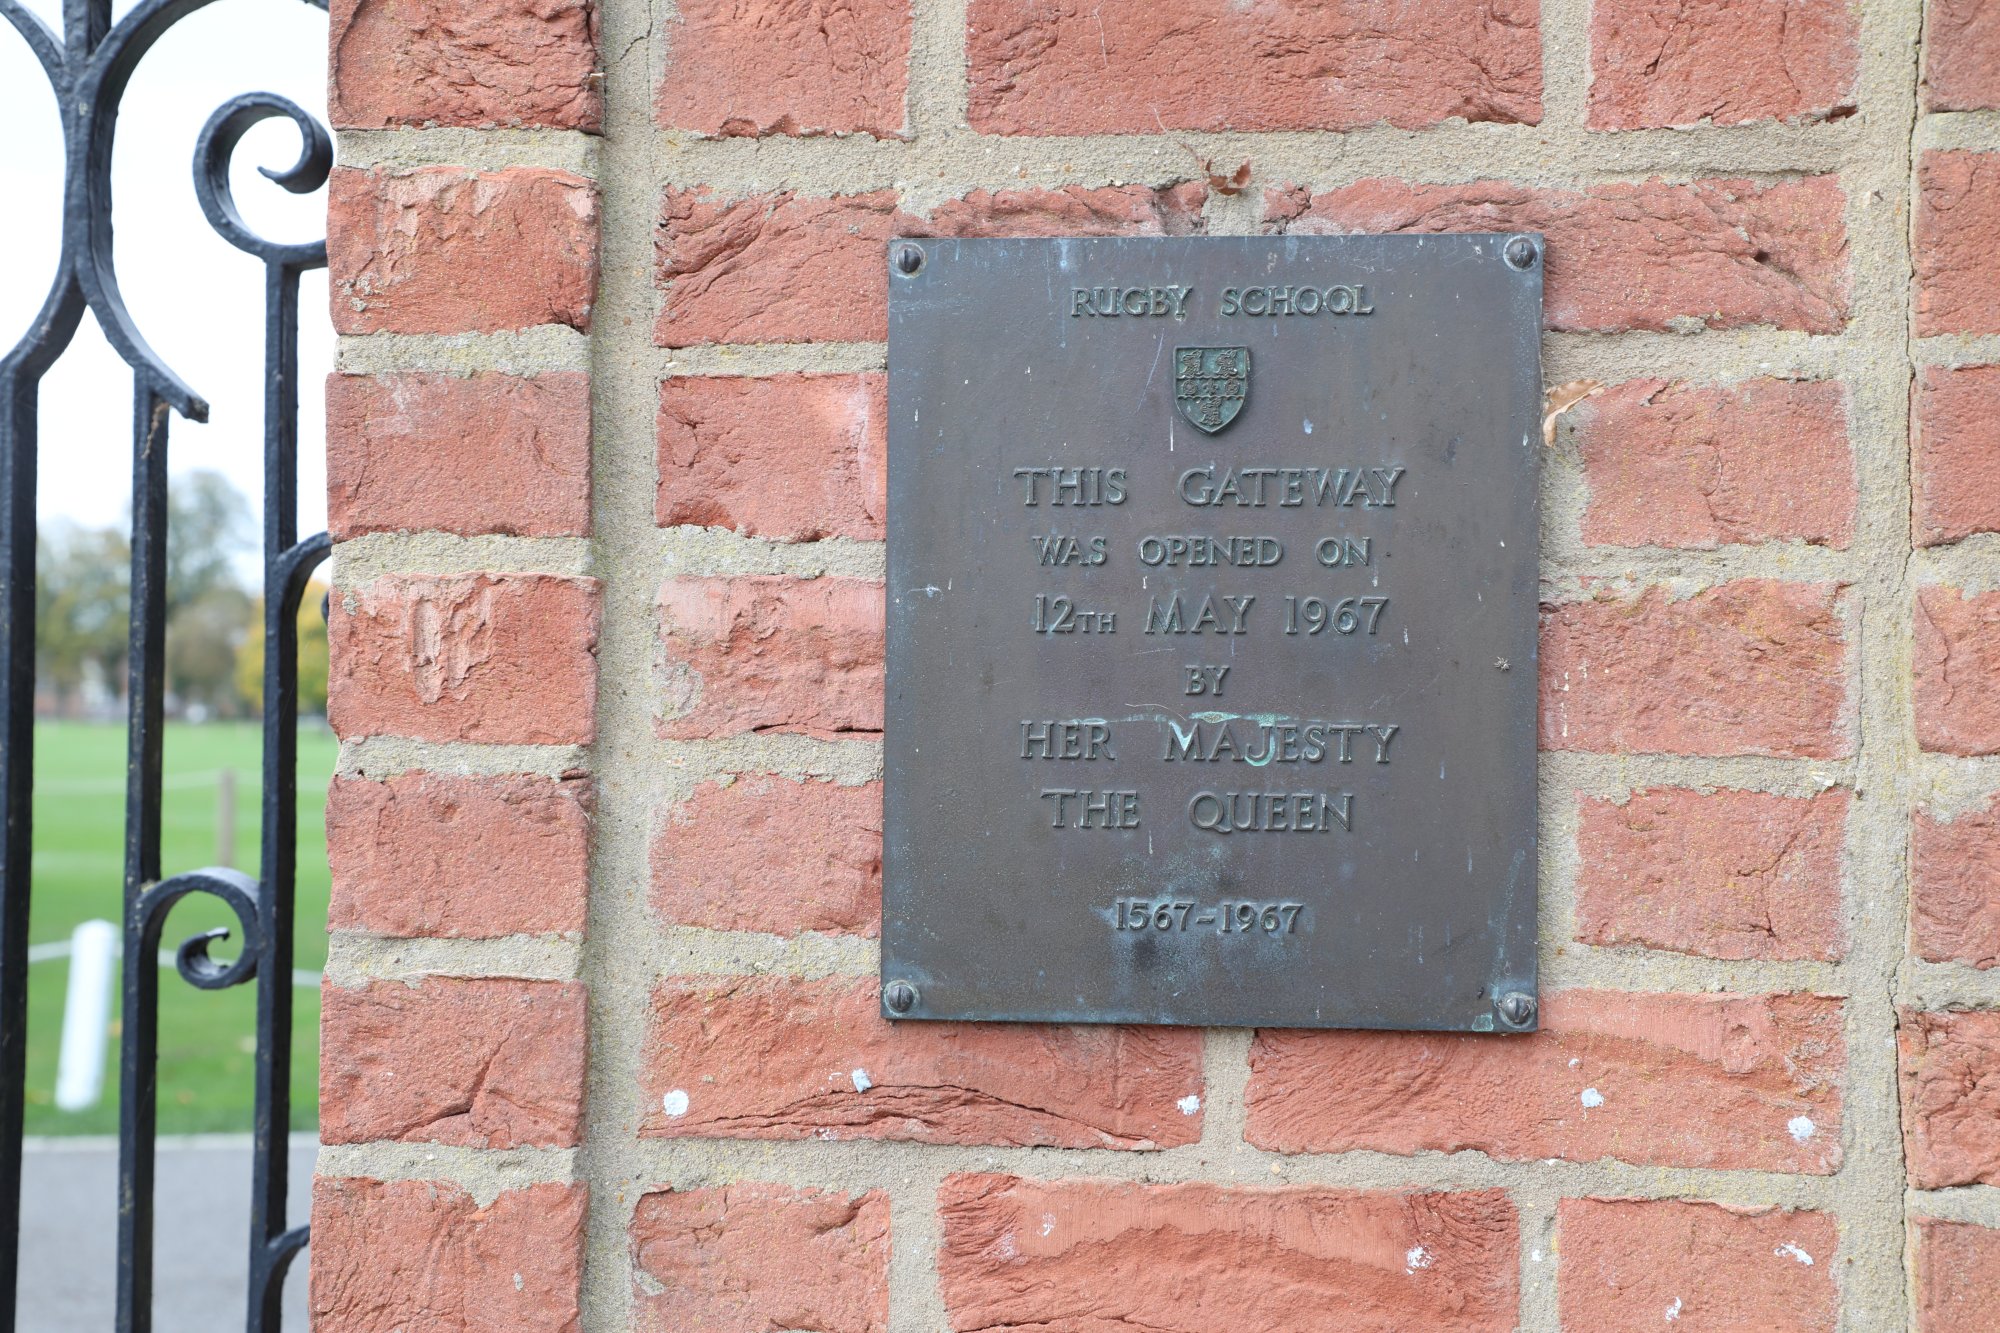 RUGBY SCHOOL
THIS GATEWAY
WAS OPENED ON
12TH MAY 1967
BY
HER MAJESTY
THE QUEEN
1567-1967